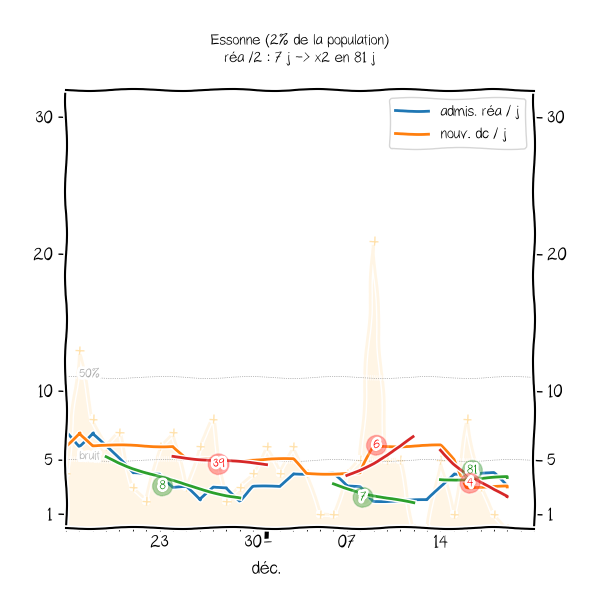 Essonne (2% de la population)
réa /2 : 7 j -> x2 en 81 j
admis. réa / j
nouv. dc / j
30 30
20 20
50%
10 10
6
39
81
5 bruit 5
8
4
7
1 1
23 30 07 14
déc.